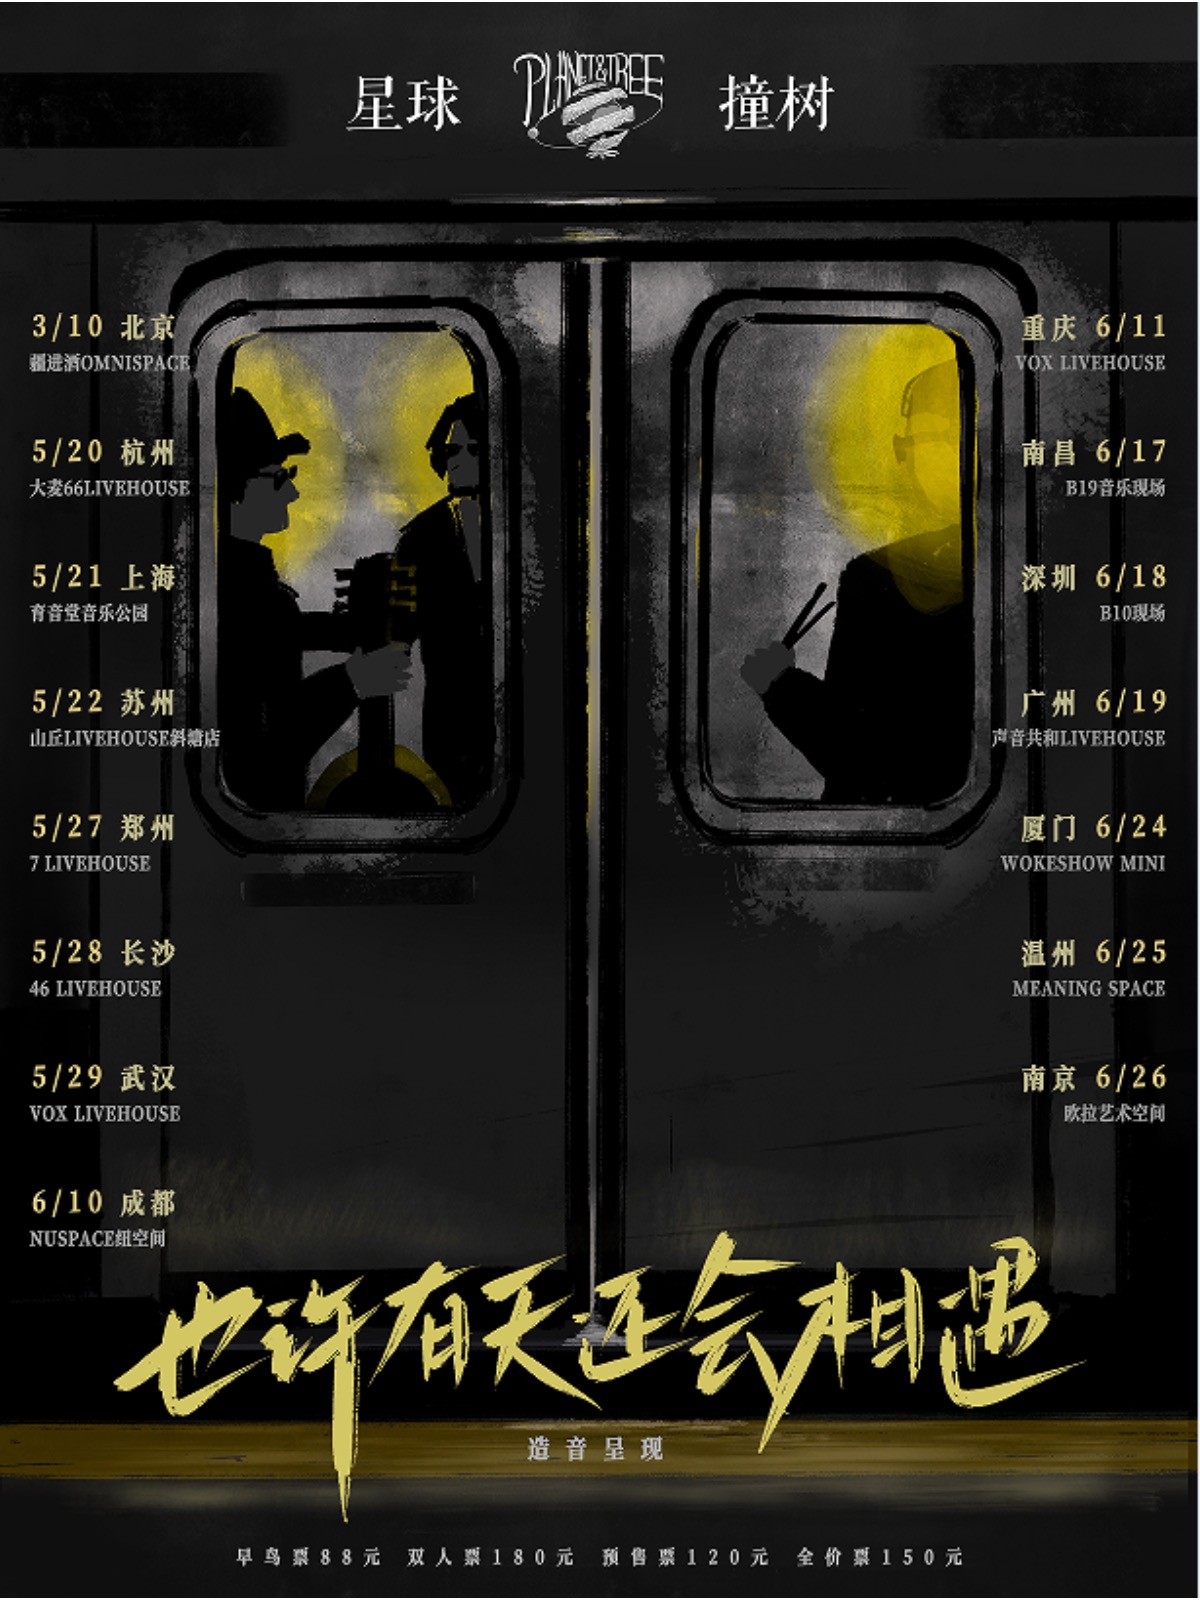 星球 PLANET&TREE 撞树
3/10 北京
疆进酒OMNISPACE
5/20 杭州
大麦66LIVEHOUSE
5/21 上海
育音堂音乐公园
5/22 苏州
山丘LIVEHOUSE斜塘店
5/27 郑州
7 LIVEHOUSE
5/28 长沙
46 LIVEHOUSE
5/29 武汉
VOX LIVEHOUSE
6/10 成都
NUSPACE纽空间
重庆 6/11
VOX LIVEHOUSE
南昌 6/17
B19音乐现场
深圳 6/18
B10现场
广州 6/19
声音共和LIVEHOUSE
厦门 6/24
WOKESHOW MINI
温州 6/25
MEANING SPACE
南京 6/26
欧拉艺术空间
也许有天还会相遇
造音呈现
早鸟票88元 双人票180元 预售票120元 全价票150元